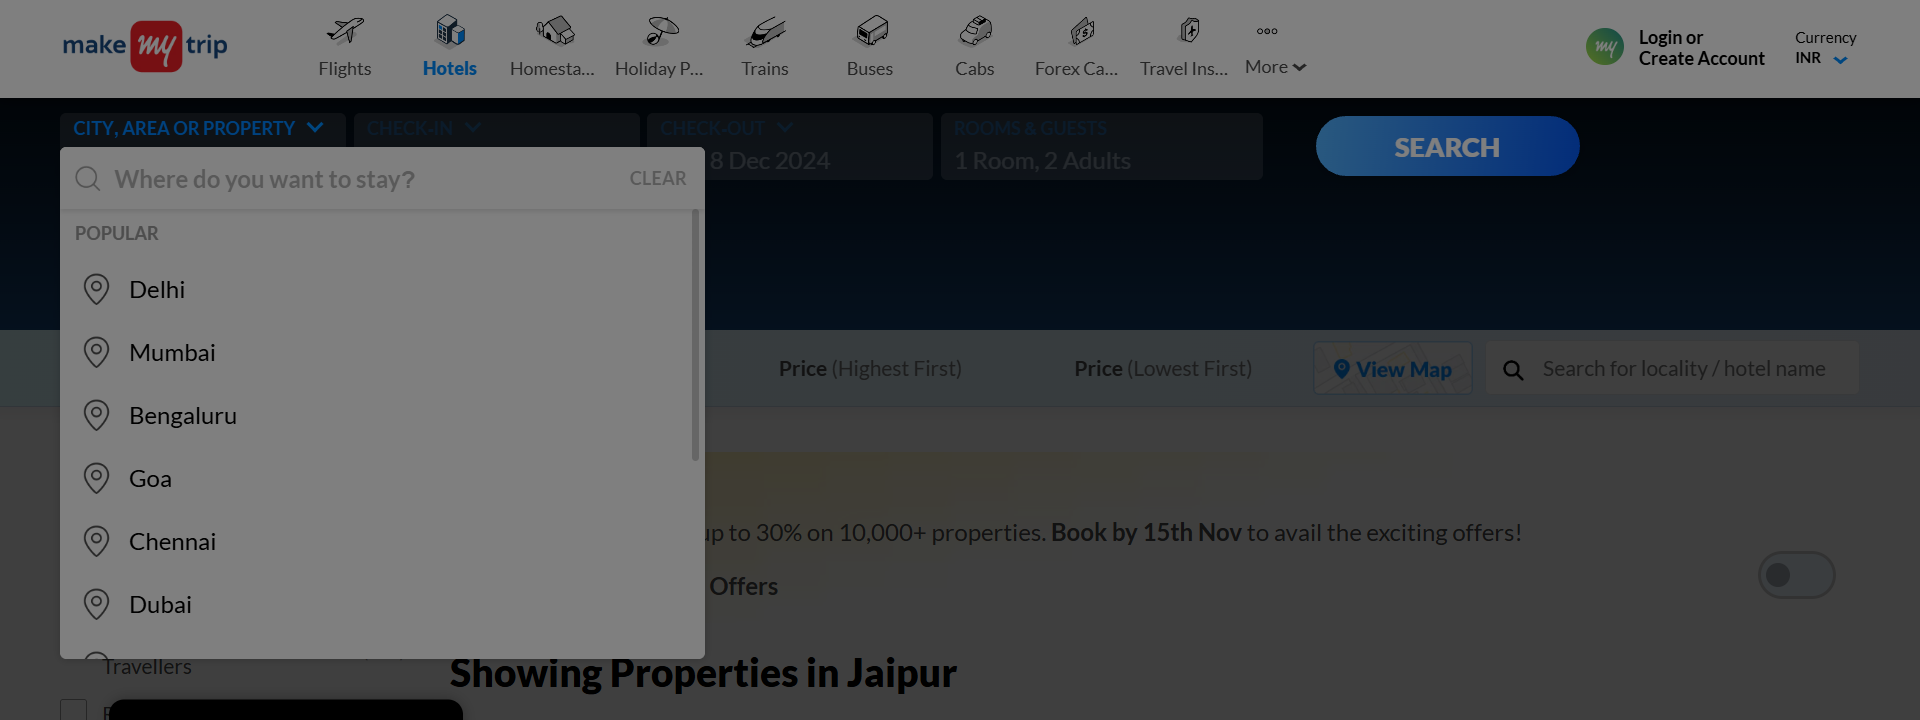 make my trip
Flights
Hotels
Homesta...
Holiday P...
Trains
Buses
Cabs
Forex Ca...
Travel Ins...
More
my
Login or
Create Account
Currency
INR
CITY, AREA OR PROPERTY
CHECK-IN
CHECK-OUT
ROOMS & GUESTS
8 Dec 2024
1 Room, 2 Adults
SEARCH
Where do you want to stay?
CLEAR
POPULAR
Delhi
Mumbai
Bengaluru
Goa
Chennai
Dubai
Price (Highest First)
Price (Lowest First)
View Map
Search for locality / hotel name
up to 30% on 10,000+ properties. Book by 15th Nov to avail the exciting offers!
Offers
Travellers
Showing Properties in Jaipur